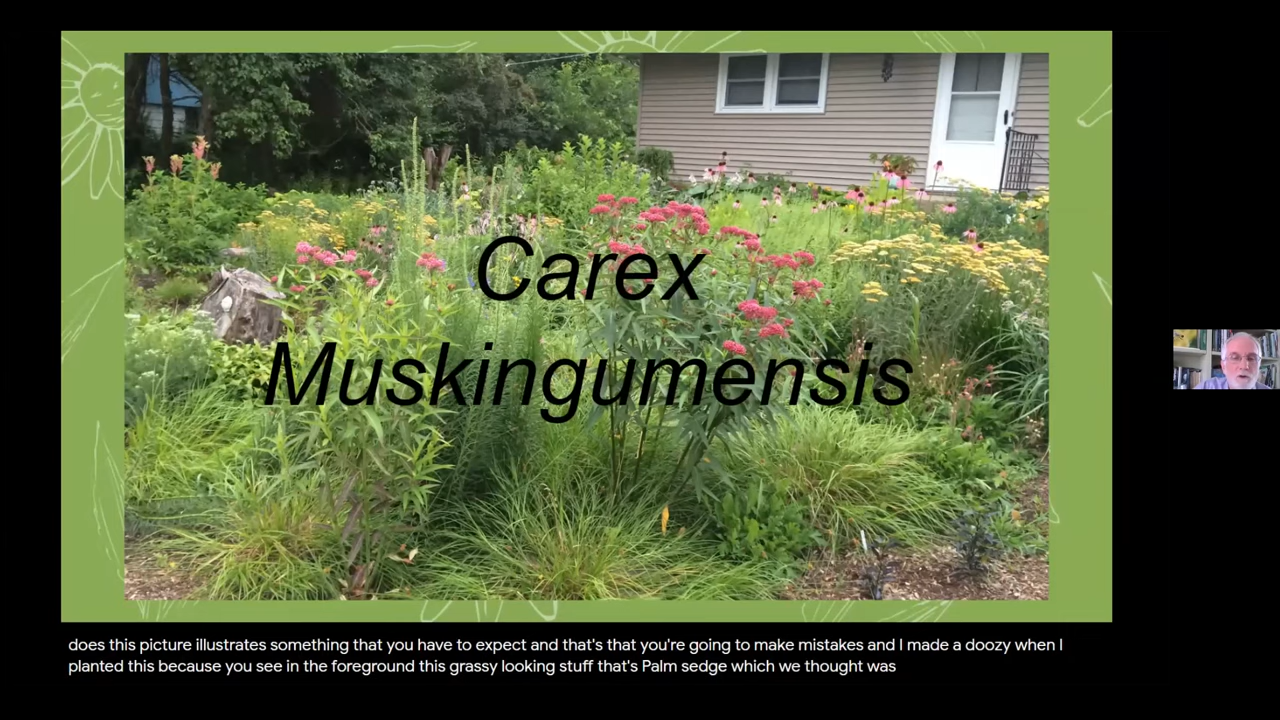 Carex
Muskingumensis
does this picture illustrates something that you have to expect and that's that you're going to make mistakes and I made a doozy when I
planted this because you see in the foreground this grassy looking stuff that's Palm sedge which we thought was